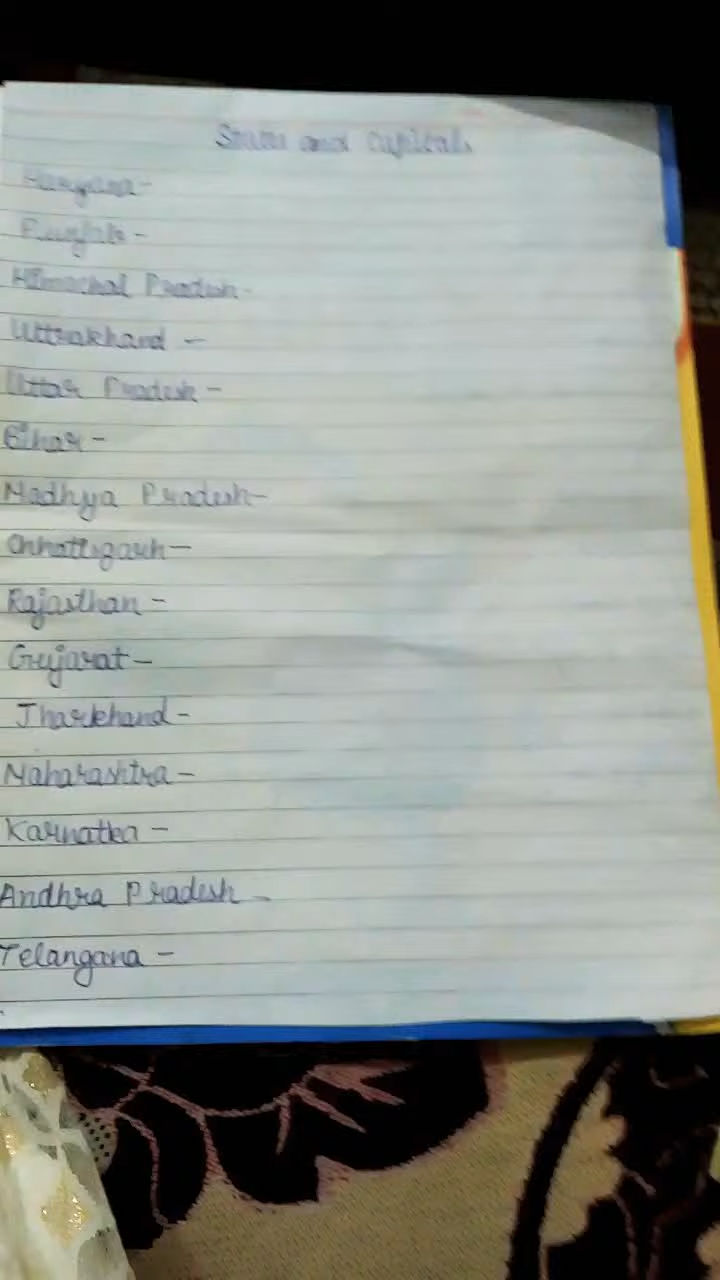 States and Capitals
Haryana-
Punjab -
Himachal Pradesh-
Uttrakhand -
Uttar Pradesh -
Bihar -
Madhya Pradesh-
Chhattisgarh-
Rajasthan -
Gujarat -
Jharkhand -
Maharashtra -
Karnatka -
Andhra Pradesh -
Telangana -